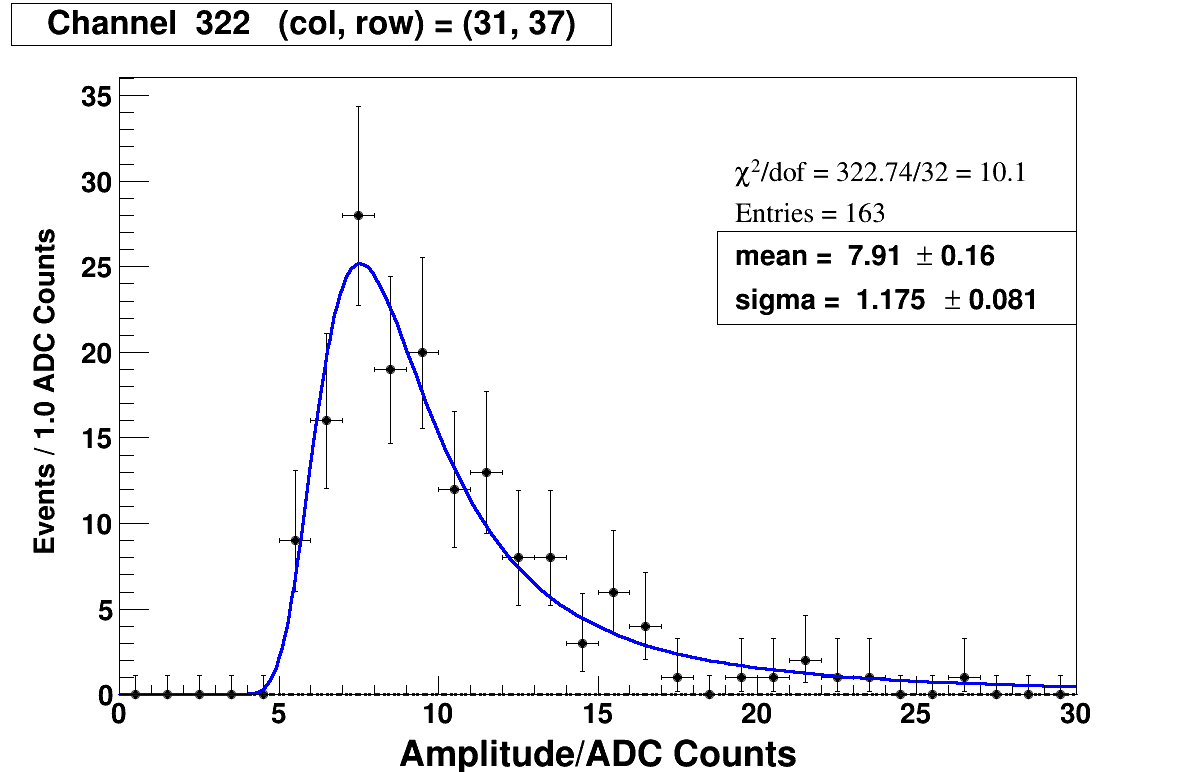 Channel 322 (col, row) = (31, 37)
35
30
25
20
15
10
5
0
Events / 1.0 ADC Counts
χ²/dof = 322.74/32 = 10.1
Entries = 163
mean = 7.91 ± 0.16
sigma = 1.175 ± 0.081
0 5 10 15 20 25 30
Amplitude/ADC Counts